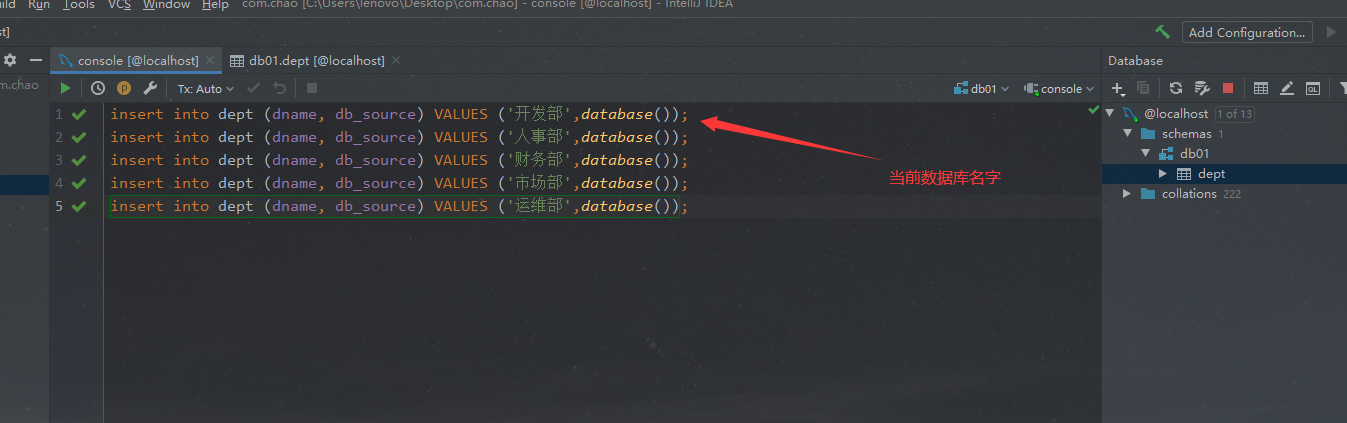 uild Run Tools VCS Window Help com.chao [C:\Users\lenovo\Desktop\com.chao] - console [@localhost] - IntelliJ IDEA
st] Add Configuration...
console [@localhost] db01.dept [@localhost] Database
m.chao Tx: Auto db01 console
@localhost 1 of 13
schemas 1
db01
dept
collations 222
1 insert into dept (dname, db_source) VALUES ('开发部',database());
2 insert into dept (dname, db_source) VALUES ('人事部',database());
3 insert into dept (dname, db_source) VALUES ('财务部',database());
4 insert into dept (dname, db_source) VALUES ('市场部',database());
5 insert into dept (dname, db_source) VALUES ('运维部',database());
当前数据库名字